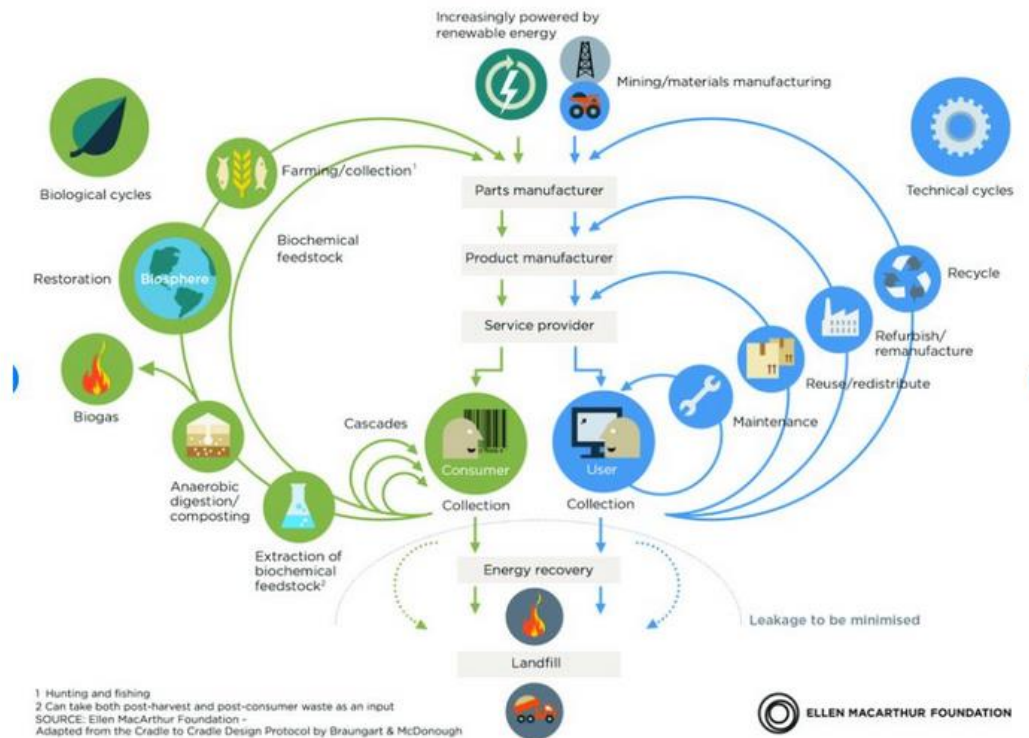 Increasingly powered by
renewable energy
Mining/materials manufacturing
Biological cycles
Farming/collection¹
Technical cycles
Parts manufacturer
Biochemical
feedstock
Product manufacturer
Restoration
Biosphere
Recycle
Service provider
Refurbish/
remanufacture
Reuse/redistribute
Biogas
Maintenance
Cascades
Consumer
User
Anaerobic
digestion/
composting
Collection
Collection
Extraction of
biochemical
feedstock²
Energy recovery
Leakage to be minimised
Landfill
1 Hunting and fishing
2 Can take both post-harvest and post-consumer waste as an input
SOURCE: Ellen MacArthur Foundation -
Adapted from the Cradle to Cradle Design Protocol by Braungart & McDonough
ELLEN MACARTHUR FOUNDATION